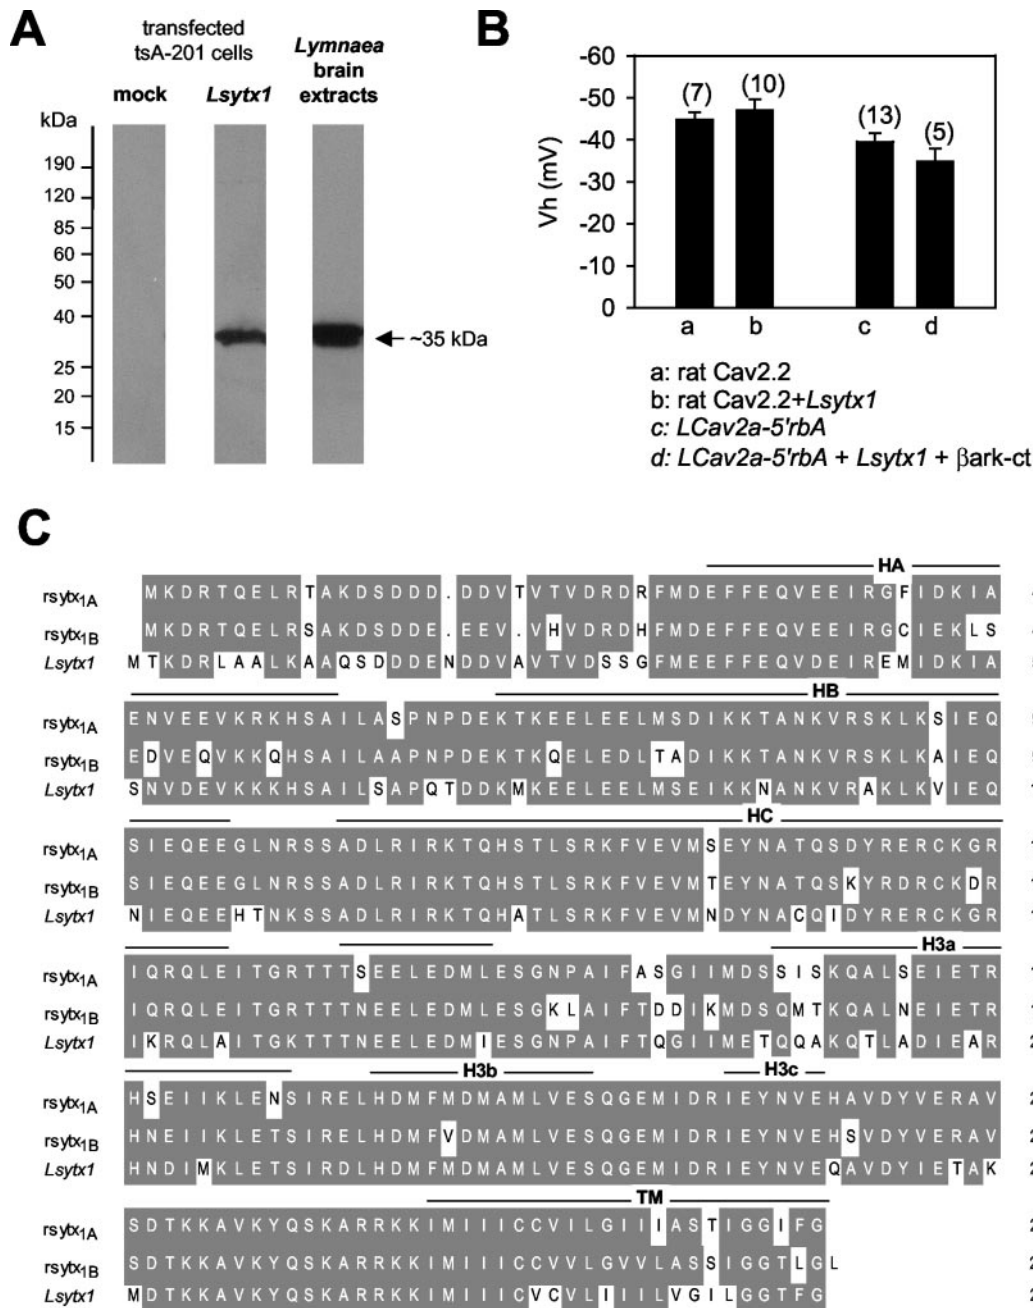 A
transfected
tsA-201 cells
Lymnaea
brain
extracts
mock
Lsytx1
kDa
190
120
85
60
50
40
25
20
15
~35 kDa
B
-60
-50
-40
-30
-20
-10
0
Vh (mV)
(7)
(10)
(13)
(5)
a
b
c
d
a: rat Cav2.2
b: rat Cav2.2+Lsytx1
c: LCav2a-5'rbA
d: LCav2a-5'rbA + Lsytx1 + βark-ct
C
HA
rsytx1A MKDRTQELRTAKDSDDD.DDVTVTVDRDRFMDEFFEQVEEIRGFIDKIA
rsytx1B MKDRTQELRSAKDSDDE.EEV.VHVDRDHFMDEFFEQVEEIRGCIEKLS
Lsytx1 MTKDRLAALKAAQSDDDENDDVAVTVDSSGFMEEFFEQVDEIREMIDKIA
HB
rsytx1A ENVEEVKRKHSAILASPNPDEKTKEELEELMSDIKKTANKVRSKLKSIEQ
rsytx1B EDVEQVKKQHSAILAAPNPDEKTKQELEDLTADIKKTANKVRSKLKAIEQ
Lsytx1 SNVDEVKKKHSAILSAPQTDDKMKEELEELMSEIKKNANKVRAKLKVIEQ
HC
rsytx1A SIEQEEGLNRSSADLRIRKTQHSTLSRKFVEVMSEYNATQSDYRERCKGR
rsytx1B SIEQEEGLNRSSADLRIRKTQHSTLSRKFVEVMTEYNATQSKYRDRCKDR
Lsytx1 NIEQEEHTNKSSADLRIRKTQHATLSRKFVEVMNDYNACQIDYRERCKGR
H3a
rsytx1A IQRQLEITGRTTTSEELEDMLESGNPAIFASGIIMDSSISKQALSEIETR
rsytx1B IQRQLEITGRTTTNEELEDMLESGKLAIFTDDIKMDSQMTKQALNEIETR
Lsytx1 IKRQLAITGKTTTNEELEDMIESGNPAIFTQGIIMETQQAKQTLADIEAR
H3b
H3c
rsytx1A HSEIIKLENSIRELHDMFMDMAMLVESQGEMIDRIEYNVEHAVDYVERAV
rsytx1B HNEIIKLETSIRELHDMFVDMAMLVESQGEMIDRIEYNVEHSVDYVERAV
Lsytx1 HNDIMKLETSIRDLHDMFMDMAMLVESQGEMIDRIEYNVEQAVDYIETAK
TM
rsytx1A SDTKKAVKYQSKARRKKIMIIICCVILGIIIASTIGGIFG
rsytx1B SDTKKAVKYQSKARRKKIMIIICCVVLGVVLASSIGGTLGL
Lsytx1 MDTKKAVKYQSKARRKKIMIIICVCVLIIILVGILGGTFG